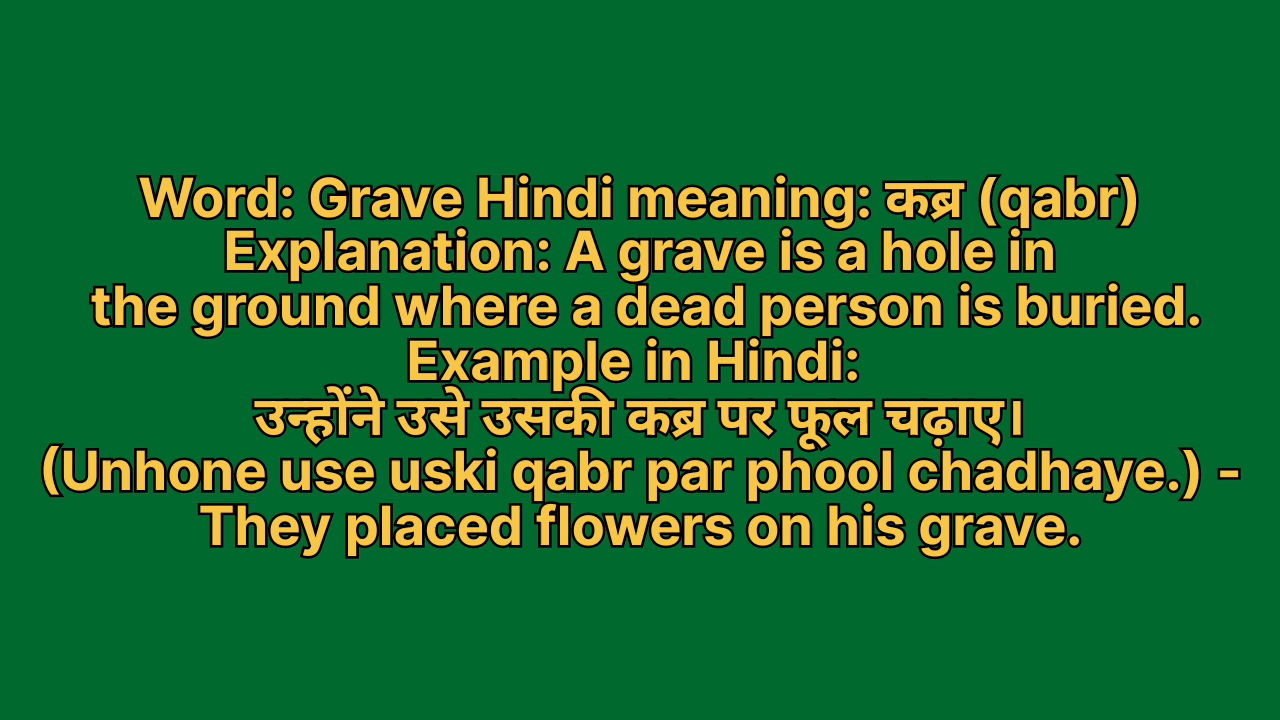 Word: Grave Hindi meaning: कब्र (qabr)
Explanation: A grave is a hole in
the ground where a dead person is buried.
Example in Hindi:
उन्होंने उसे उसकी कब्र पर फूल चढ़ाए।
(Unhone use uski qabr par phool chadhaye.) -
They placed flowers on his grave.